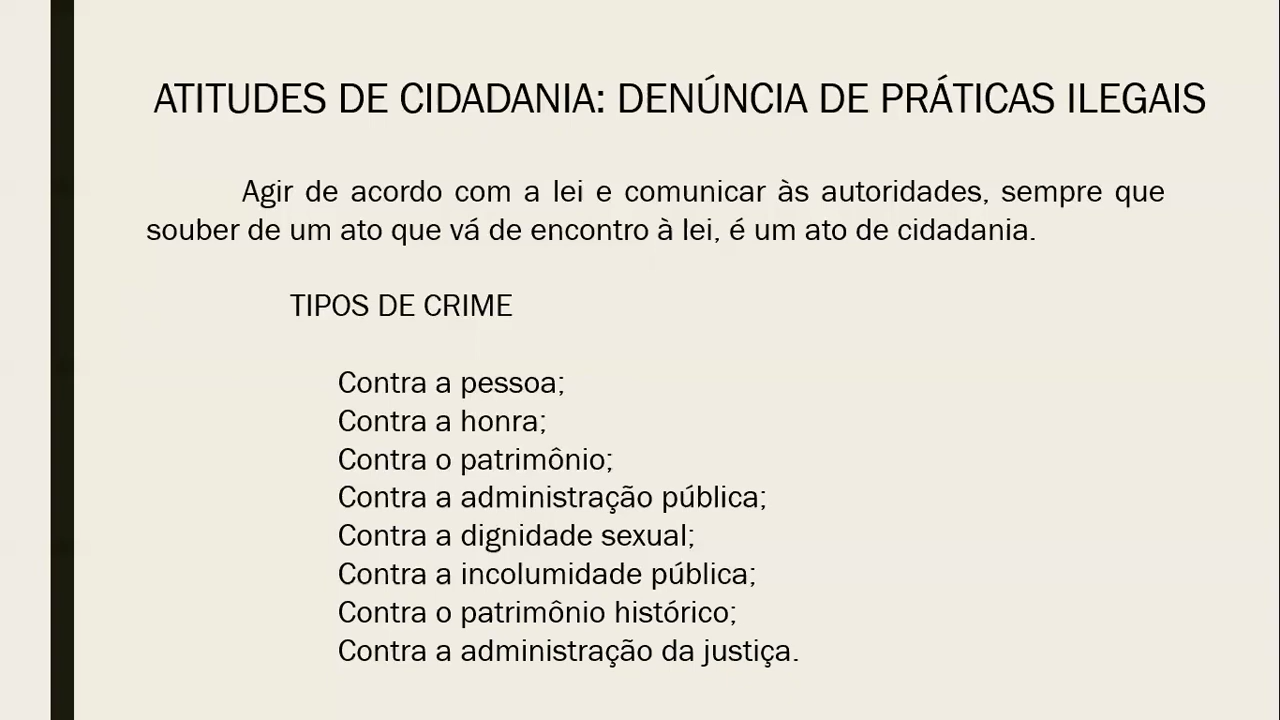 ATITUDES DE CIDADANIA: DENÚNCIA DE PRÁTICAS ILEGAIS
Agir de acordo com a lei e comunicar às autoridades, sempre que
souber de um ato que vá de encontro à lei, é um ato de cidadania.
TIPOS DE CRIME
Contra a pessoa;
Contra a honra;
Contra o patrimônio;
Contra a administração pública;
Contra a dignidade sexual;
Contra a incolumidade pública;
Contra o patrimônio histórico;
Contra a administração da justiça.